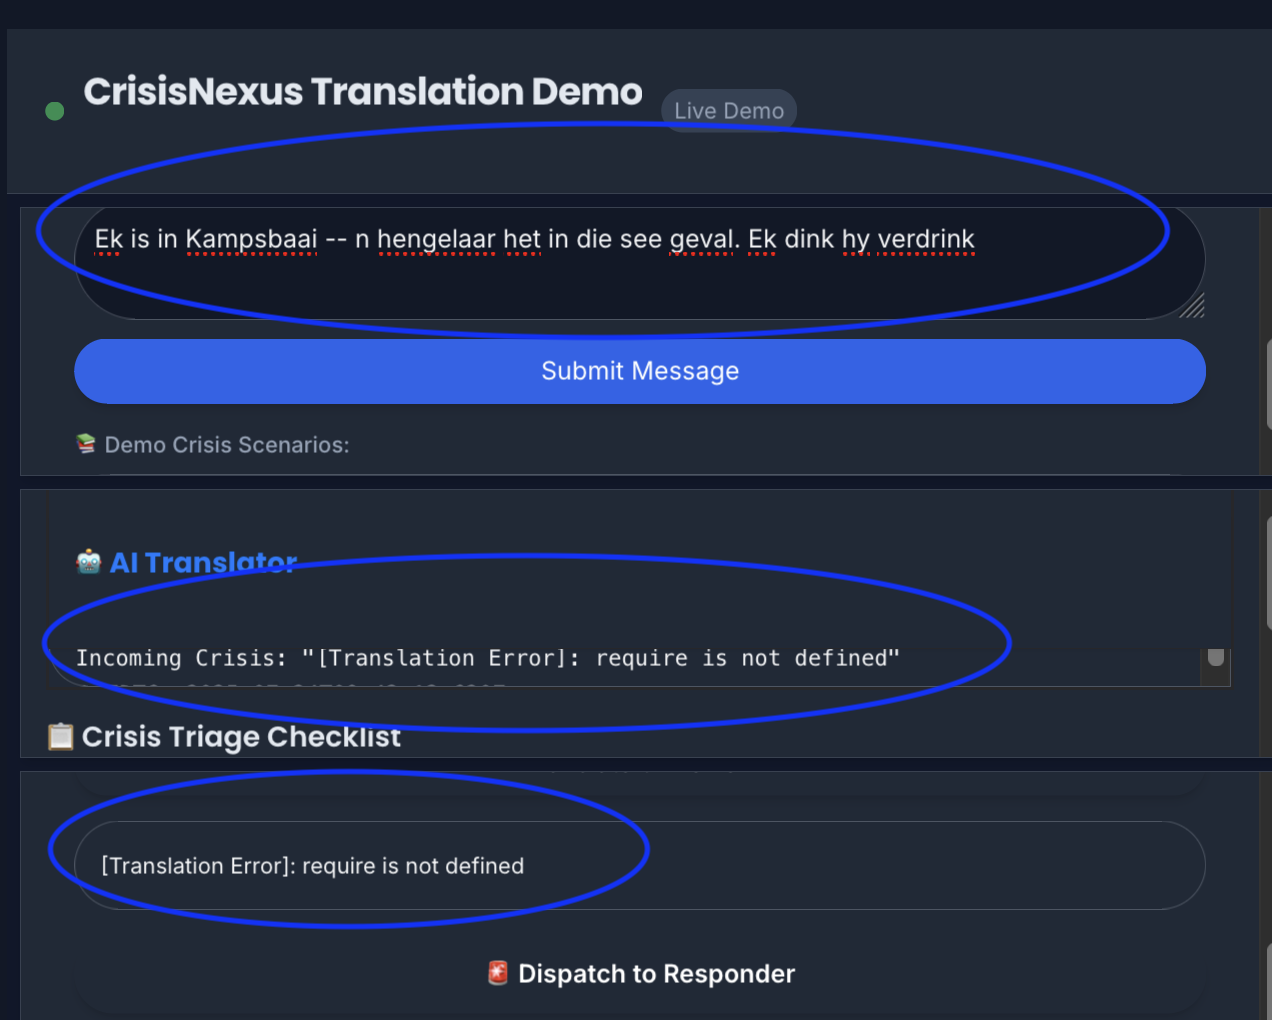 CrisisNexus Translation Demo
Live Demo
Ek is in Kampsbaai -- n hengelaar het in die see geval. Ek dink hy verdrink
Submit Message
Demo Crisis Scenarios:
AI Translator
Incoming Crisis: "[Translation Error]: require is not defined"
Crisis Triage Checklist
[Translation Error]: require is not defined
Dispatch to Responder